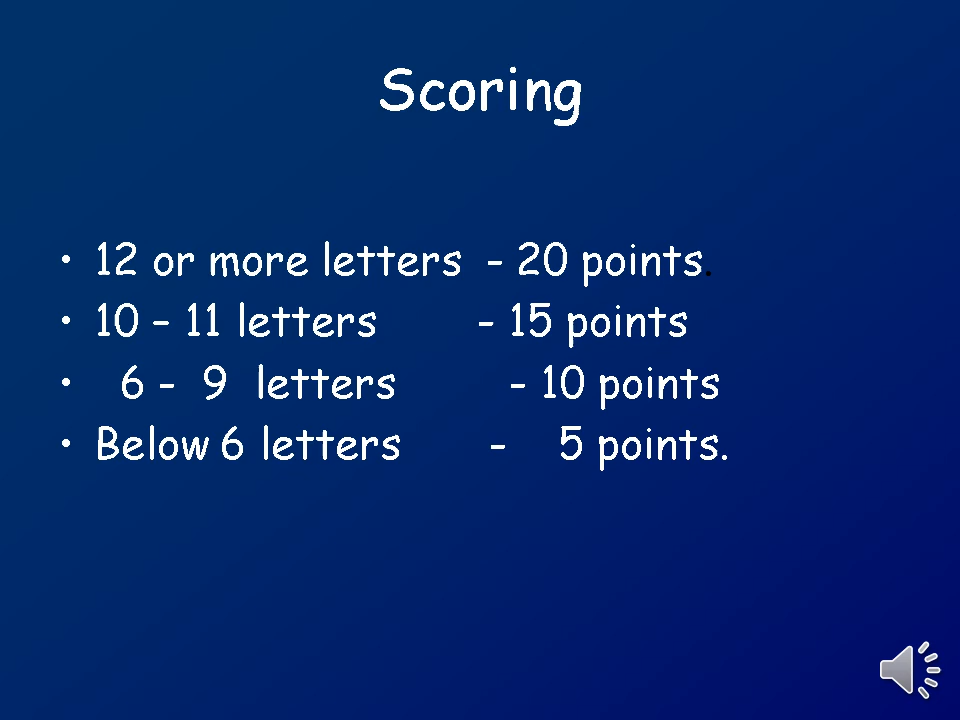 Scoring
• 12 or more letters - 20 points.
• 10 – 11 letters - 15 points
• 6 - 9 letters - 10 points
• Below 6 letters - 5 points.